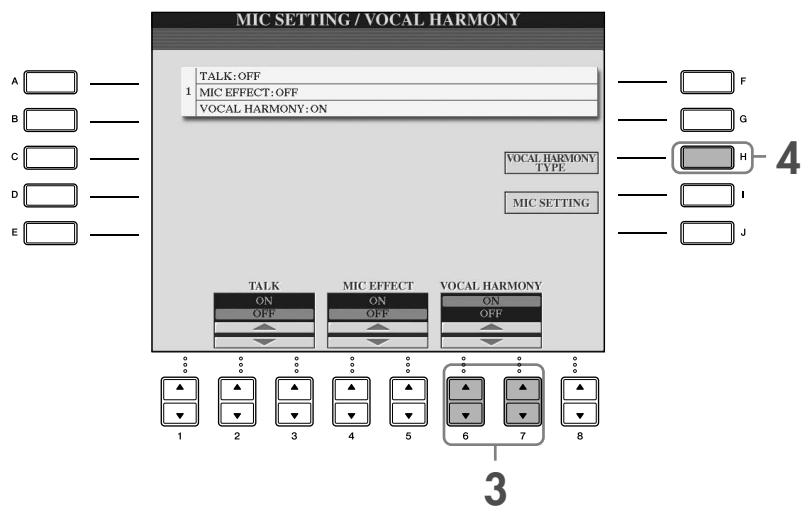 MIC SETTING / VOCAL HARMONY
A
B
C
D
E
1
TALK:OFF
MIC EFFECT:OFF
VOCAL HARMONY:ON
VOCAL HARMONY
TYPE
MIC SETTING
F
G
H
I
J
4
TALK
ON
OFF
MIC EFFECT
ON
OFF
VOCAL HARMONY
ON
OFF
1 2 3 4 5 6 7 8
3